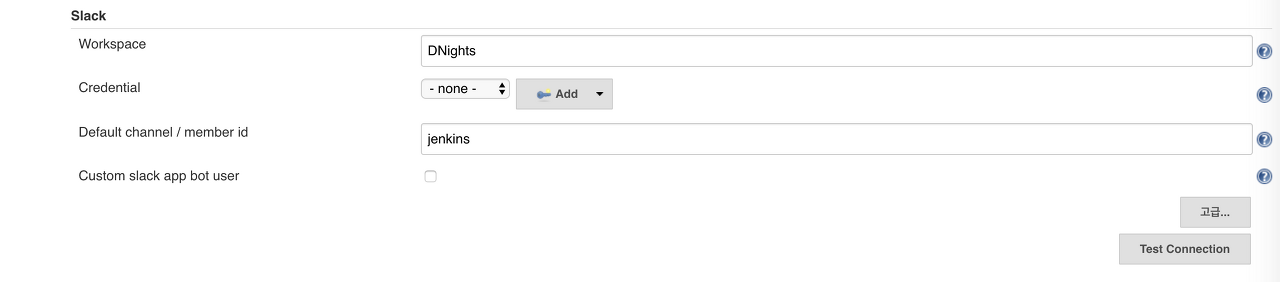 Slack
Workspace
DNights
Credential
- none -
Add
Default channel / member id
jenkins
Custom slack app bot user
고급...
Test Connection